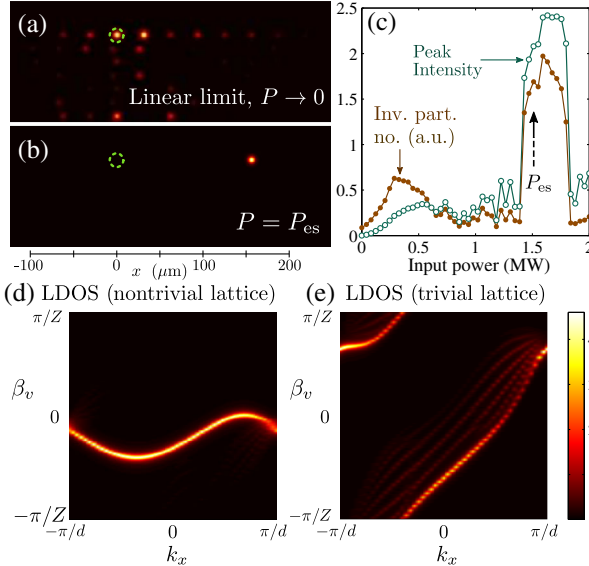 (a)
Linear limit, P → 0
(b)
P = P_es
-100 0 100 200
x (μm)
(c)
2.5
2
1.5
1
0.5
0
Peak
Intensity
Inv. part.
no. (a.u.)
P_es
0 0.5 1 1.5 2
Input power (MW)
(d) LDOS (nontrivial lattice)
π/Z
β_v
0
−π/Z
−π/d 0 π/d
k_x
(e) LDOS (trivial lattice)
π/Z
β_v
0
−π/Z
−π/d 0 π/d
k_x